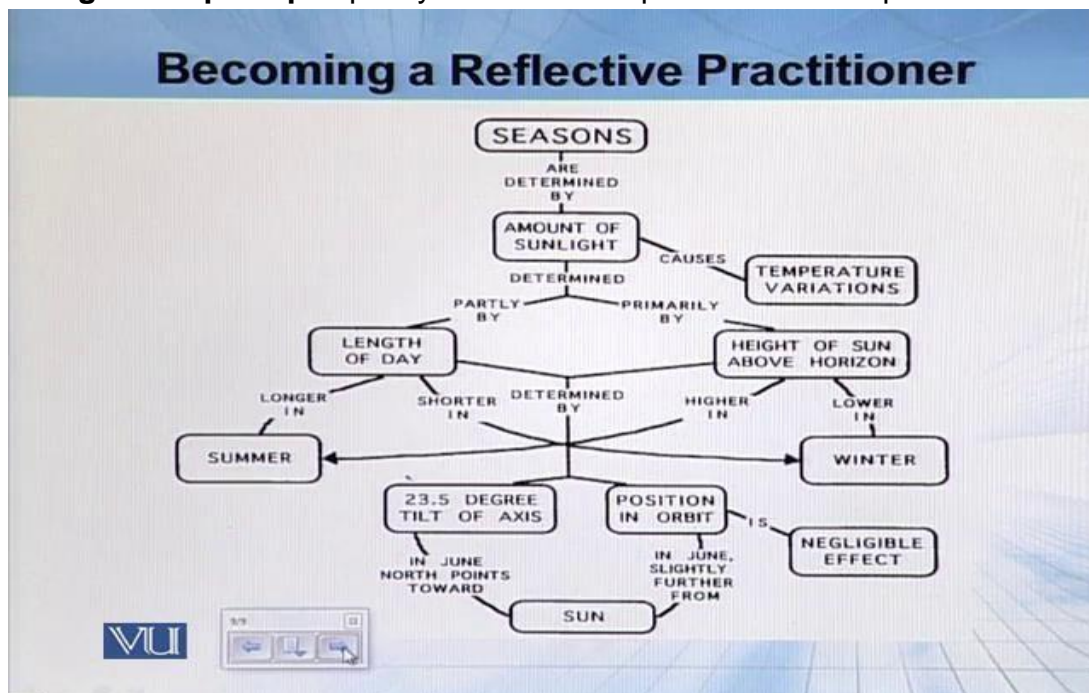 Becoming a Reflective Practitioner
SEASONS
ARE
DETERMINED
BY
AMOUNT OF
SUNLIGHT
CAUSES
TEMPERATURE
VARIATIONS
DETERMINED
PARTLY
BY
PRIMARILY
BY
LENGTH
OF DAY
HEIGHT OF SUN
ABOVE HORIZON
LONGER
IN
SHORTER
IN
DETERMINED
BY
HIGHER
IN
LOWER
IN
SUMMER
WINTER
23.5 DEGREE
TILT OF AXIS
POSITION
IN ORBIT
IS
NEGLIGIBLE
EFFECT
IN JUNE
NORTH POINTS
TOWARD
IN JUNE,
SLIGHTLY
FURTHER
FROM
SUN
VU